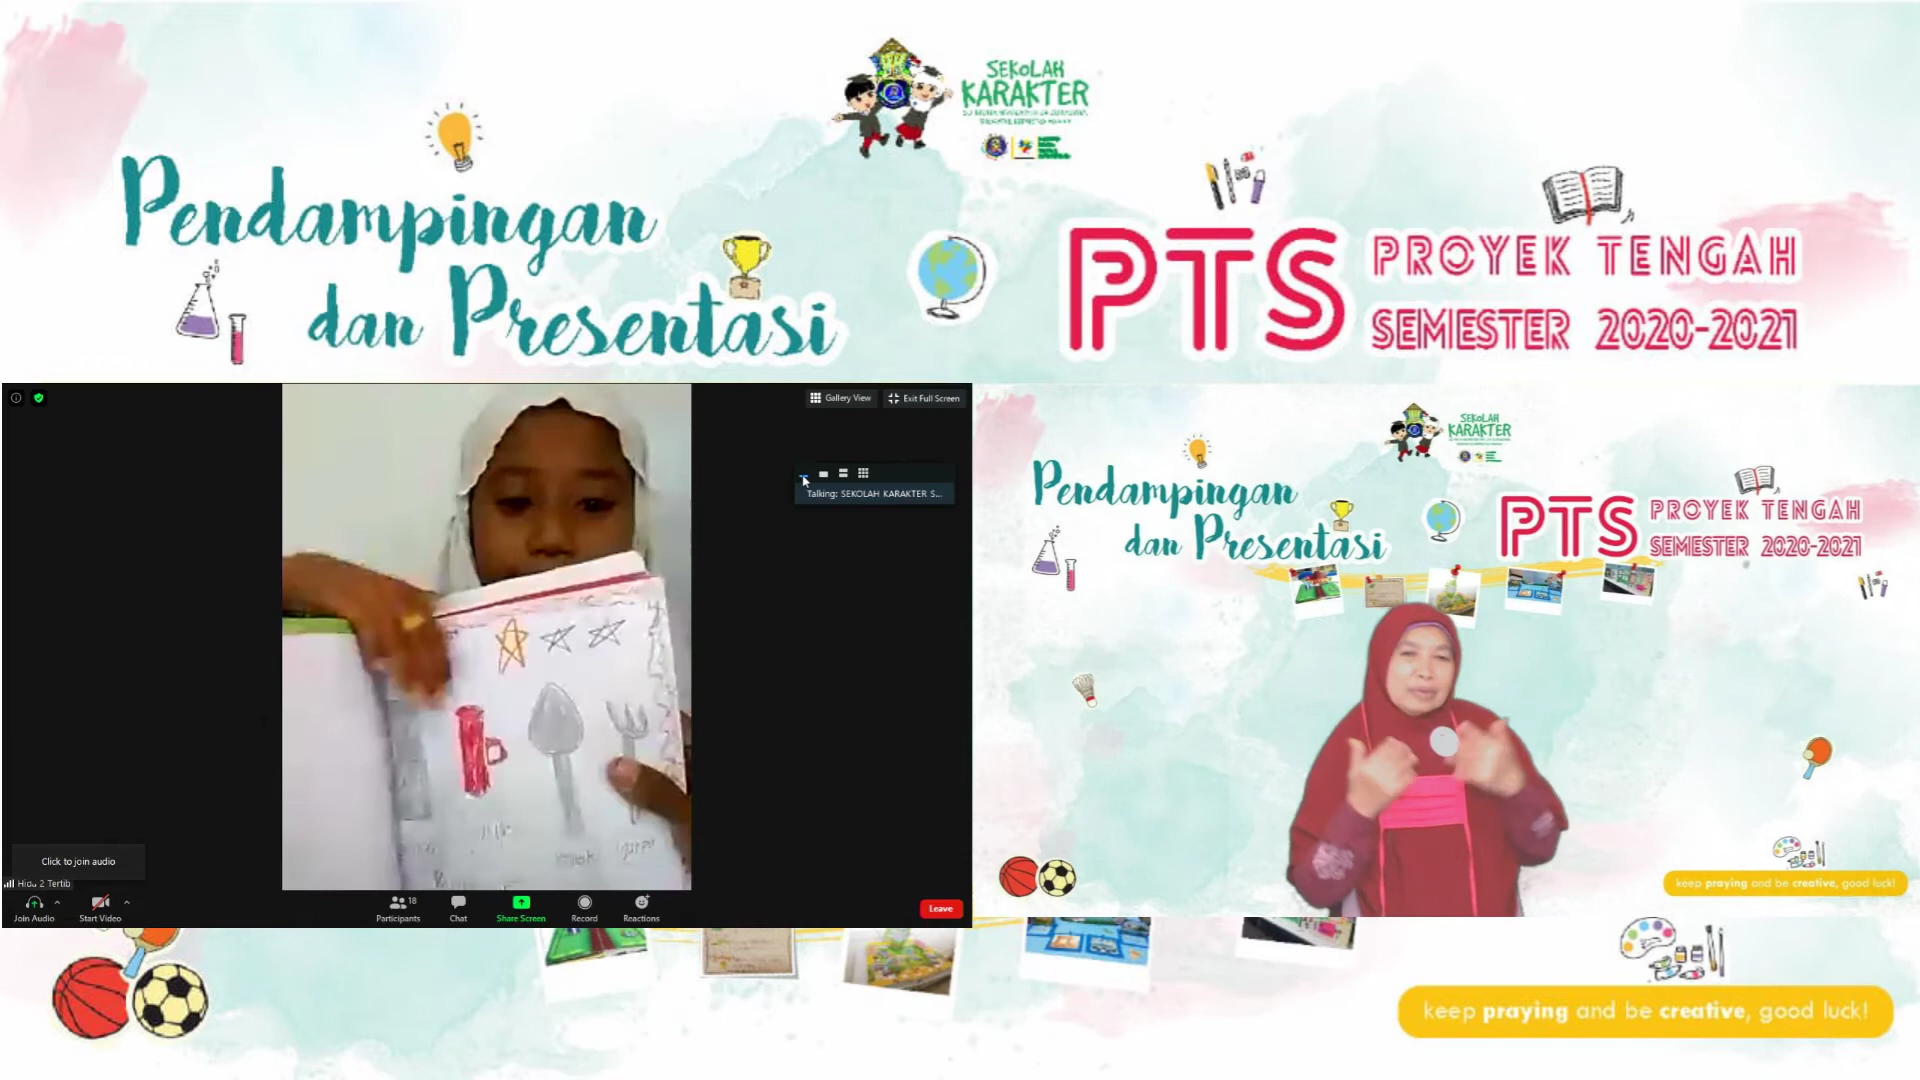 SEKOLAH
KARAKTER
Pendampingan
dan Presentasi
PTS PROYEK TENGAH
SEMESTER 2020-2021
Gallery View
Exit Full Screen
Talking: SEKOLAH KARAKTER S...
Click to join audio
Join Audio
Start Video
Participants
18
Chat
Share Screen
Record
Reactions
Leave
SEKOLAH
KARAKTER
Pendampingan
dan Presentasi
PTS PROYEK TENGAH
SEMESTER 2020-2021
keep praying and be creative, good luck!
keep praying and be creative, good luck!